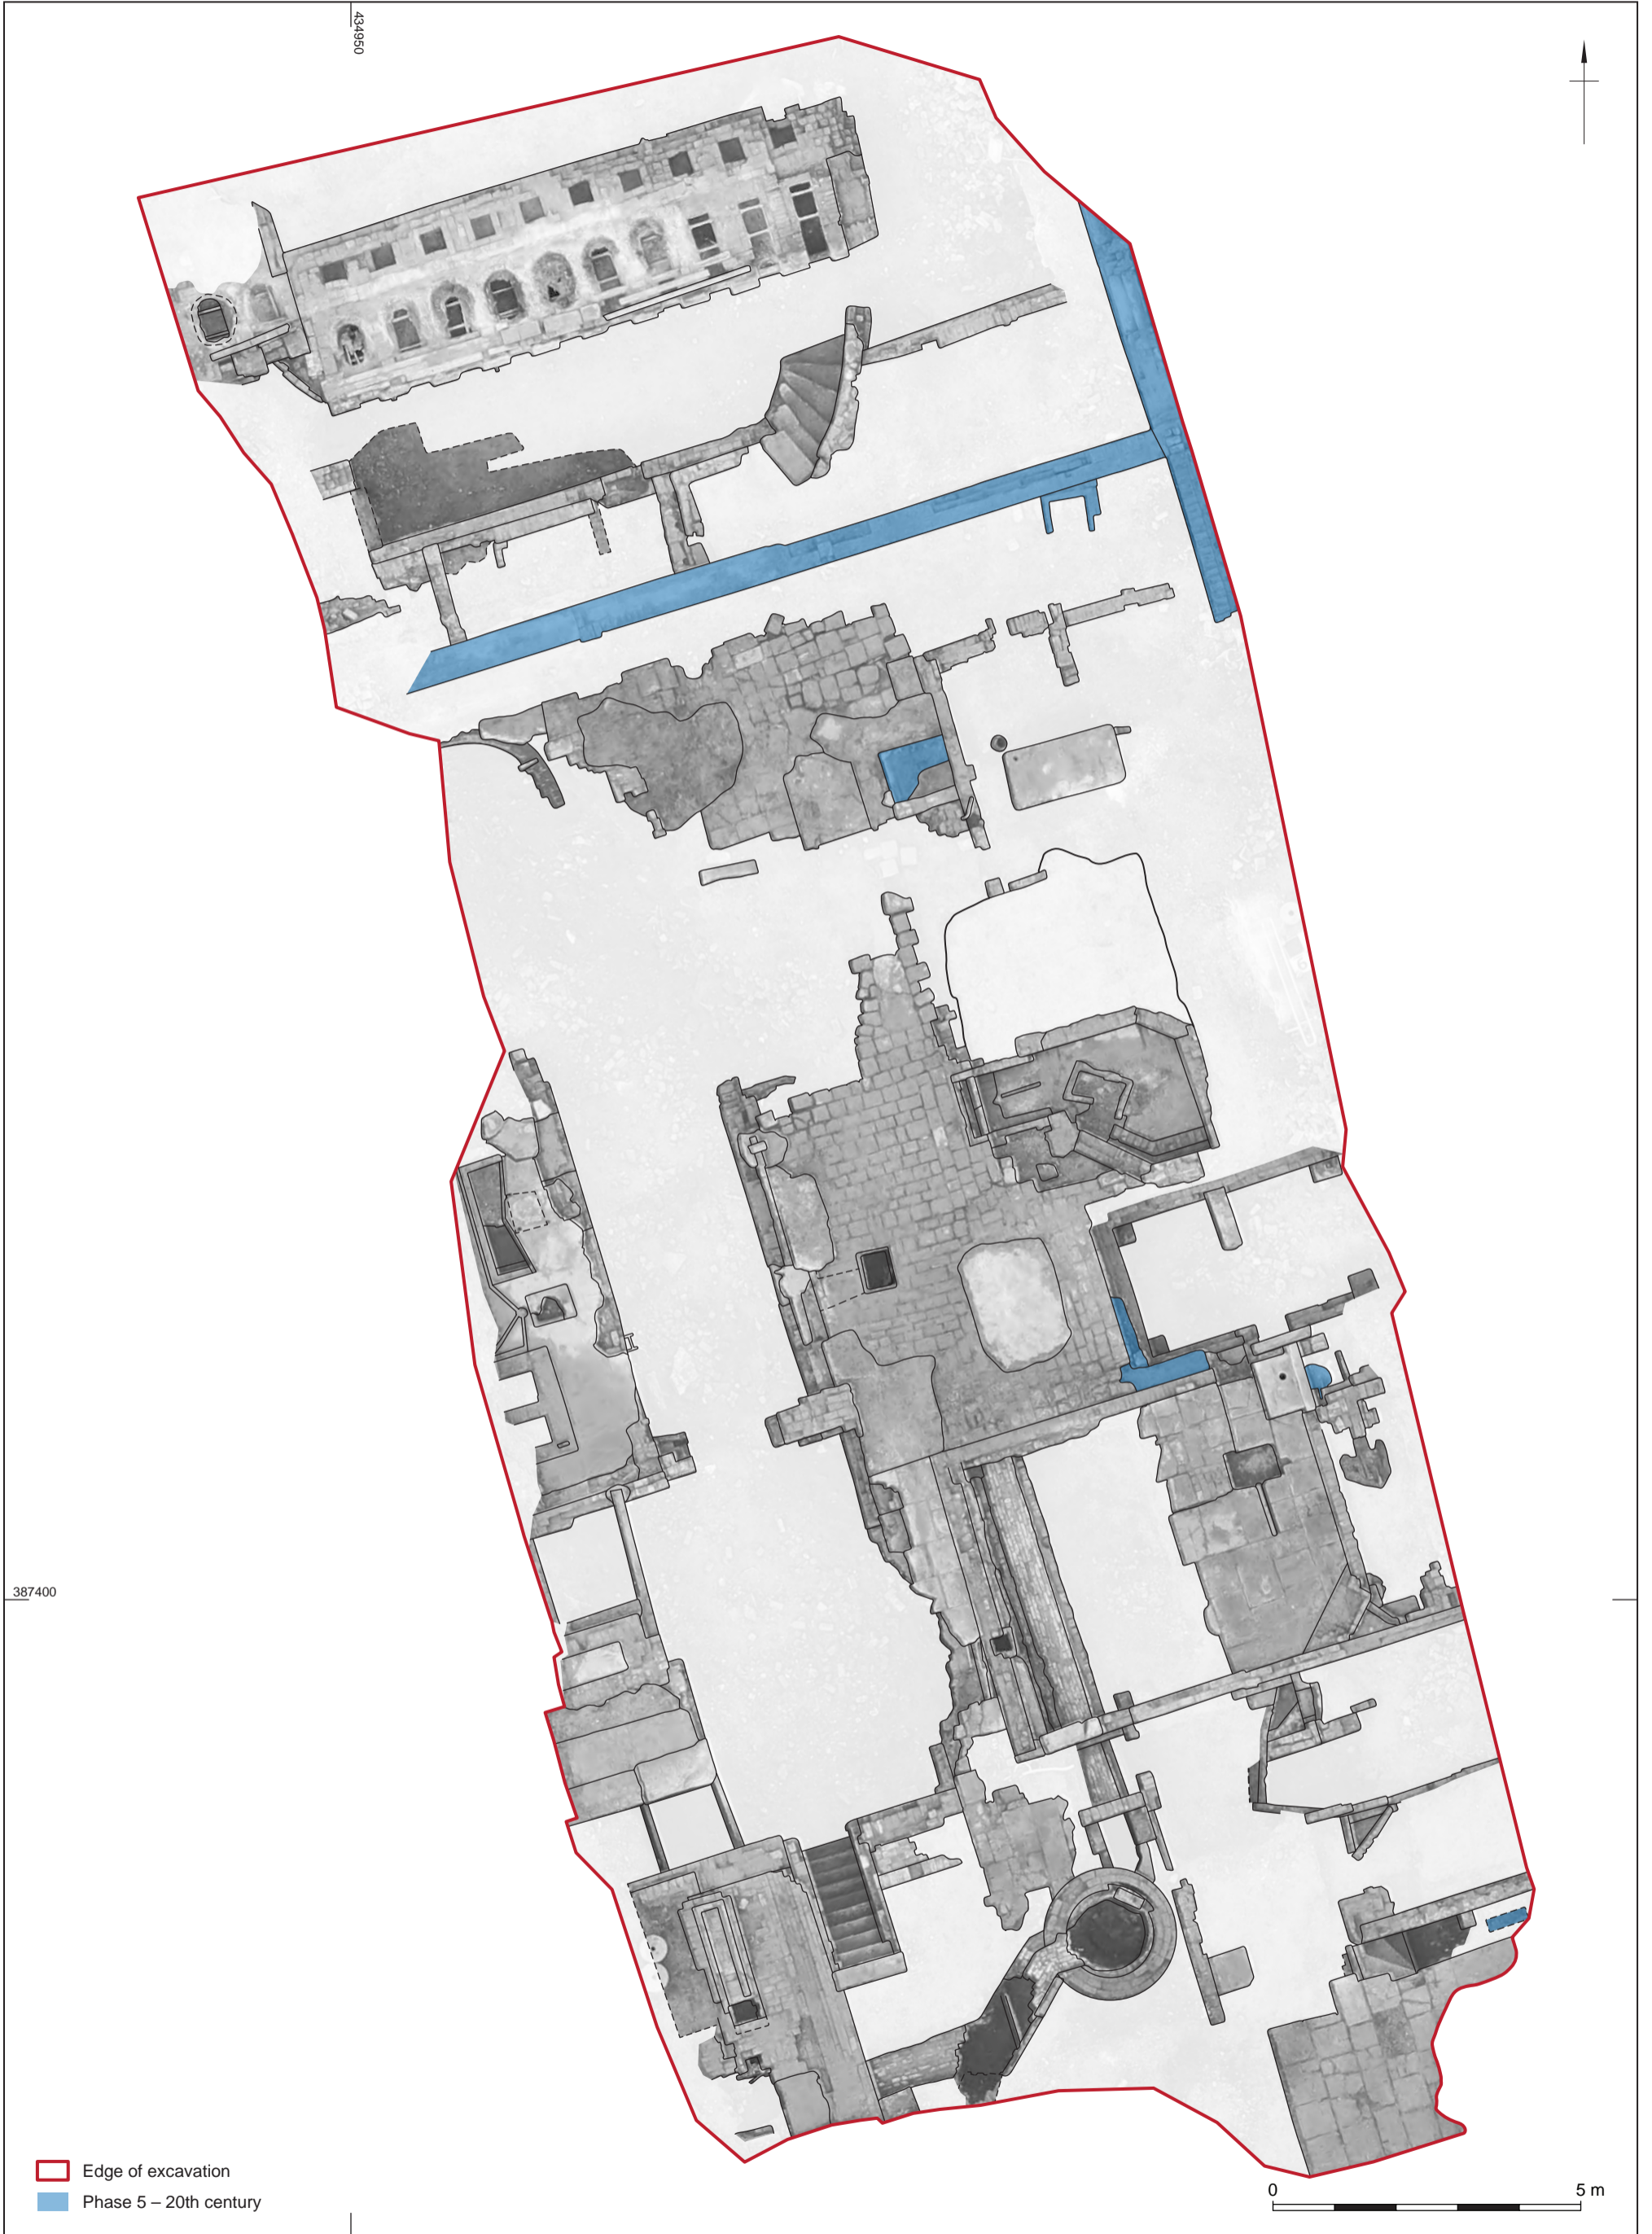 434950
387400
Edge of excavation
Phase 5 – 20th century
0 5 m